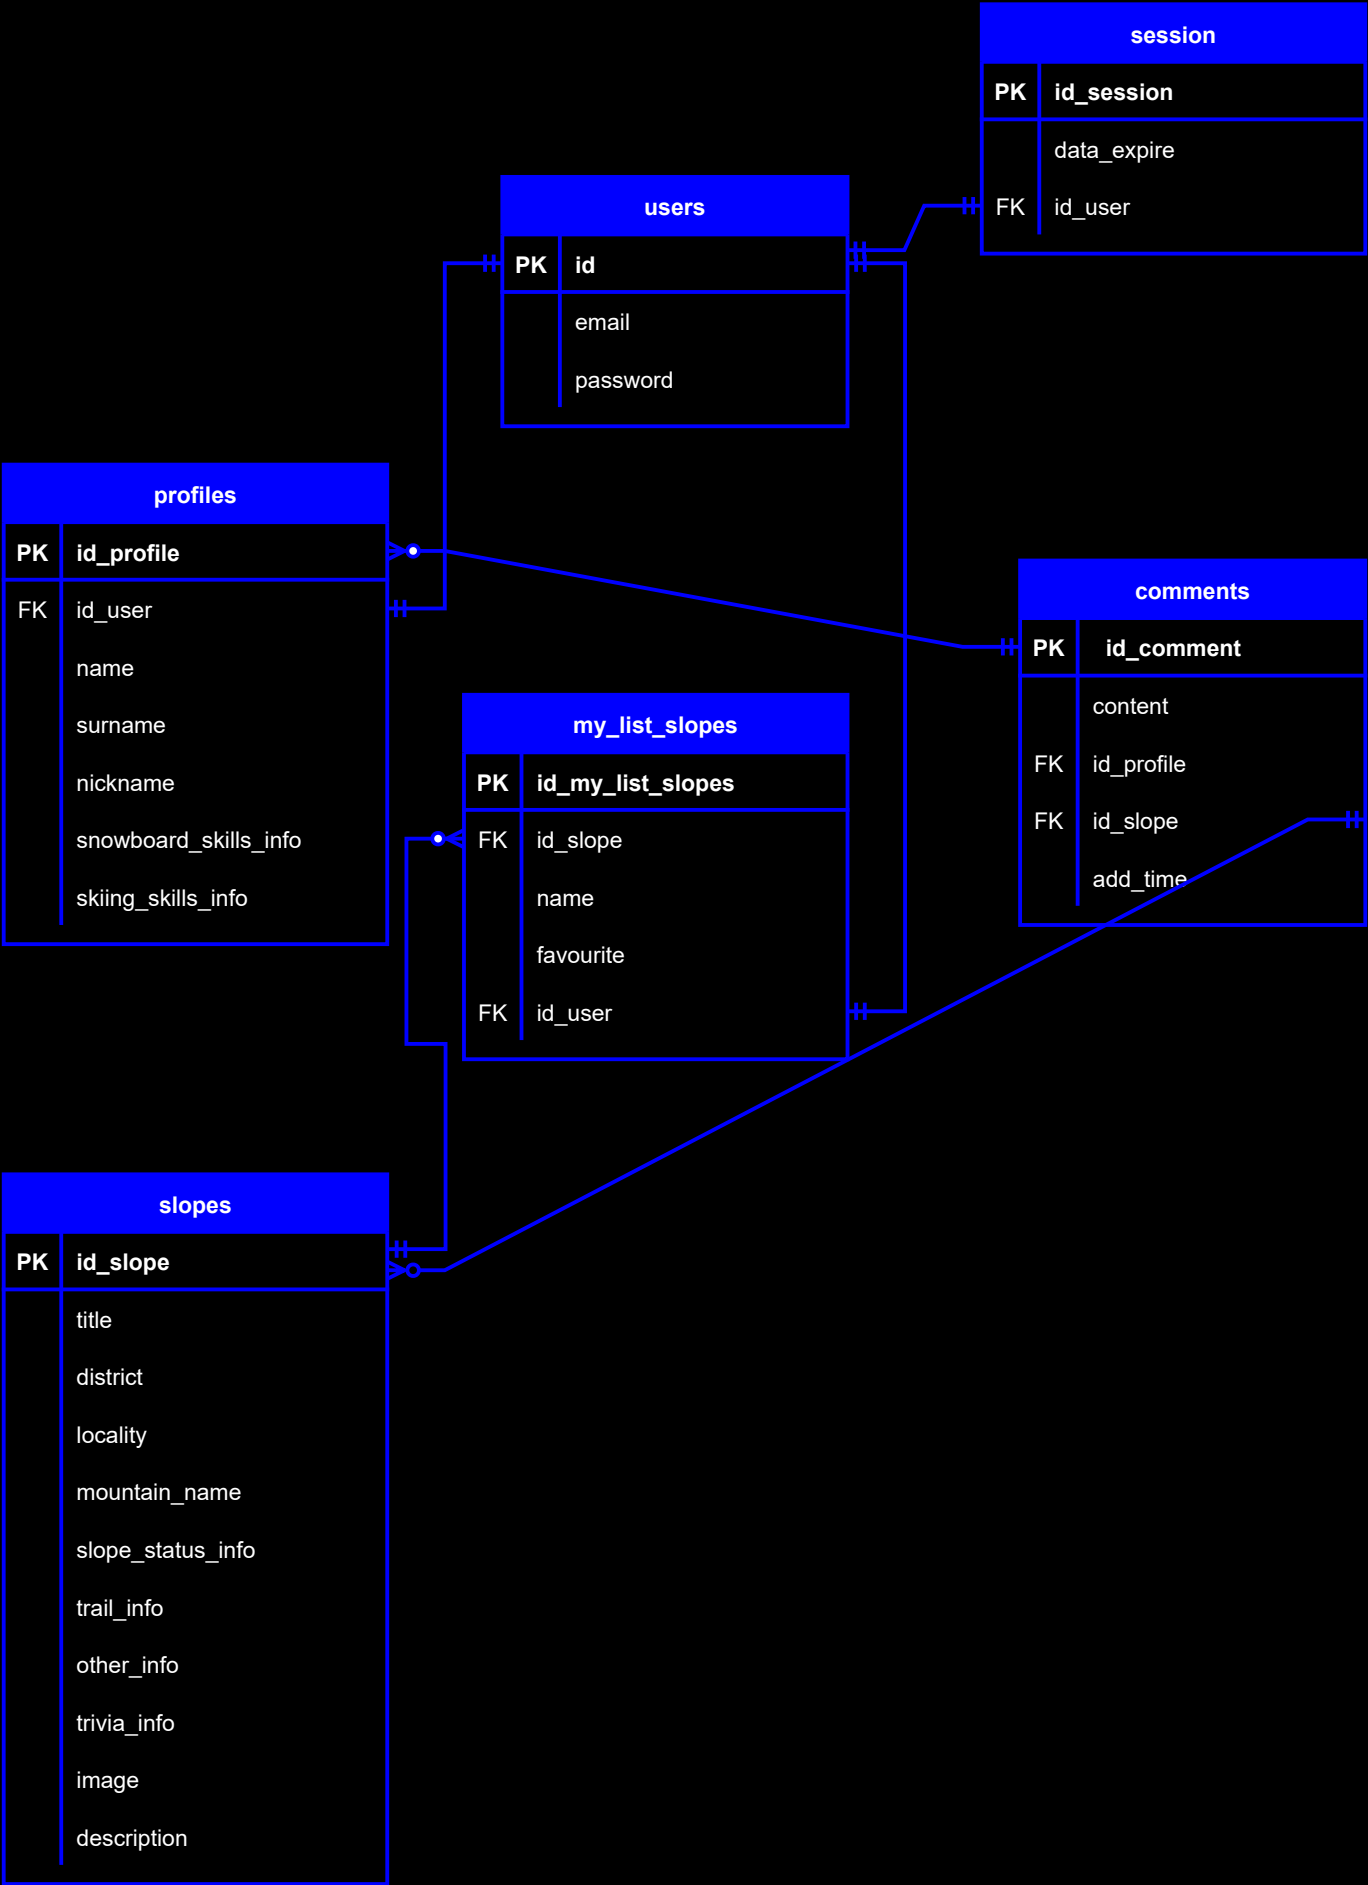 session
PK id_session
data_expire
FK id_user
users
PK id
email
password
profiles
PK id_profile
FK id_user
name
surname
nickname
snowboard_skills_info
skiing_skills_info
comments
PK id_comment
content
FK id_profile
FK id_slope
add_time
my_list_slopes
PK id_my_list_slopes
FK id_slope
name
favourite
FK id_user
slopes
PK id_slope
title
district
locality
mountain_name
slope_status_info
trail_info
other_info
trivia_info
image
description